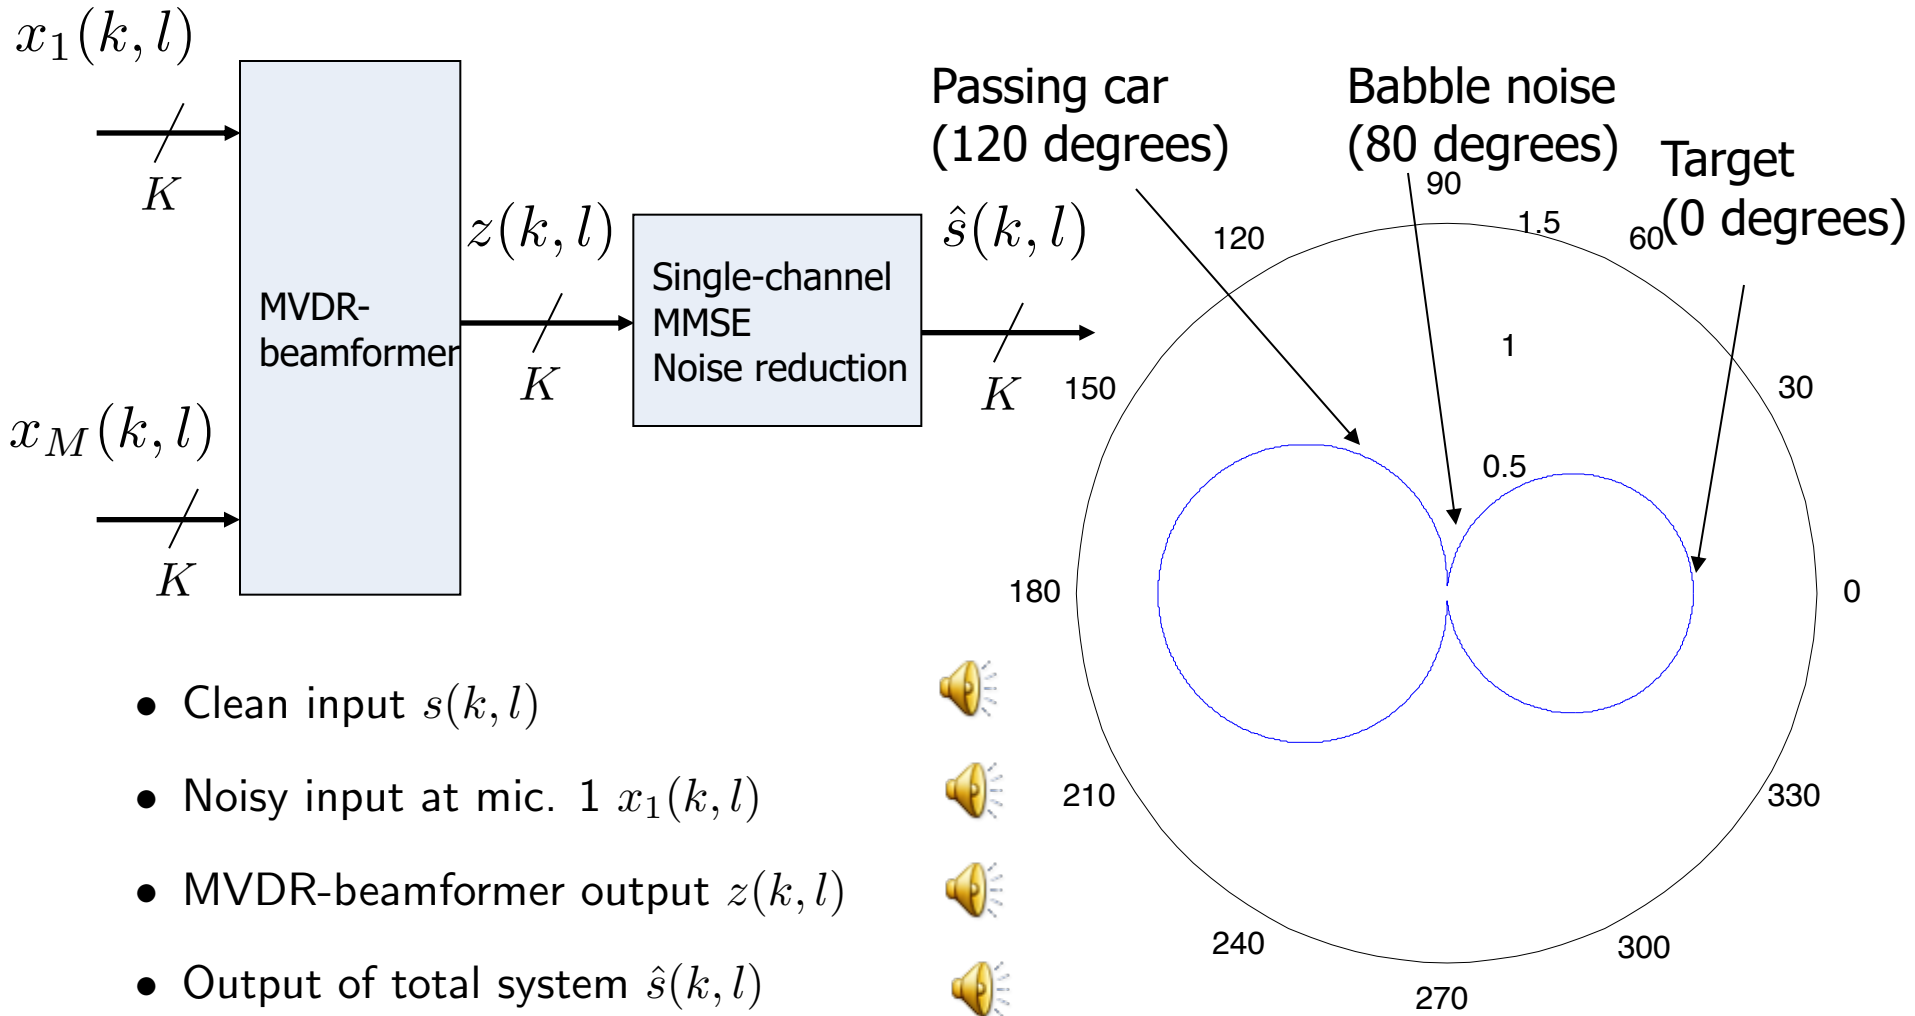 x₁(k, l)
K
x_M(k, l)
K
MVDR-
beamformer
z(k, l)
K
Single-channel
MMSE
Noise reduction
ŝ(k, l)
K
Passing car
(120 degrees)
Babble noise
(80 degrees)
Target
(0 degrees)
90
1.5
60
120
1
30
150
0.5
180
0
210
330
240
300
270
• Clean input s(k, l)
• Noisy input at mic. 1 x₁(k, l)
• MVDR-beamformer output z(k, l)
• Output of total system ŝ(k, l)